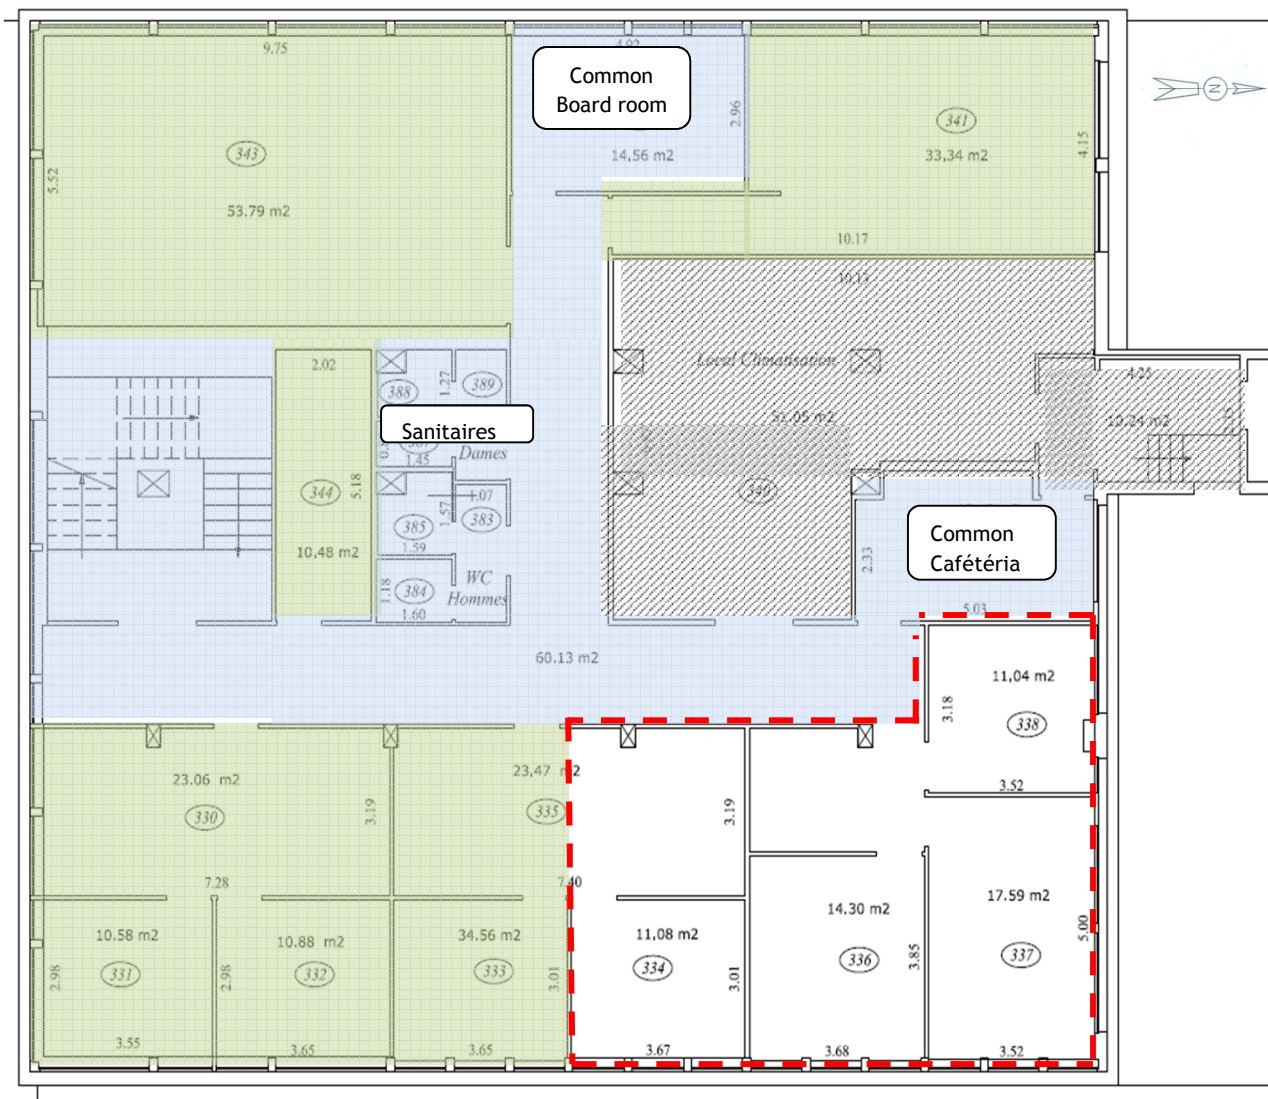 9.75
4.92
Common
Board room
2.96
14,56 m2
N
341
33,34 m2
4.15
343
5.52
53.79 m2
10.17
10.13
Local Climatisation
51.05 m2
340
4.25
10.24 m2
2.02
344
5.18
10,48 m2
388
1.27
389
Sanitaires
Dames
1.45
1.07
1.57
385
383
1.59
WC
Hommes
1.18
384
1.60
Common
Cafétéria
2.33
5.03
60.13 m2
11,04 m2
3.18
338
3.52
23.06 m2
330
3.19
7.28
23,47 m2
335
7.40
3.19
10.58 m2
331
2.98
3.55
10.88 m2
332
2.98
3.65
34.56 m2
333
3.01
3.65
11,08 m2
334
3.01
3.67
14.30 m2
336
3.85
3.68
17.59 m2
337
5.00
3.52